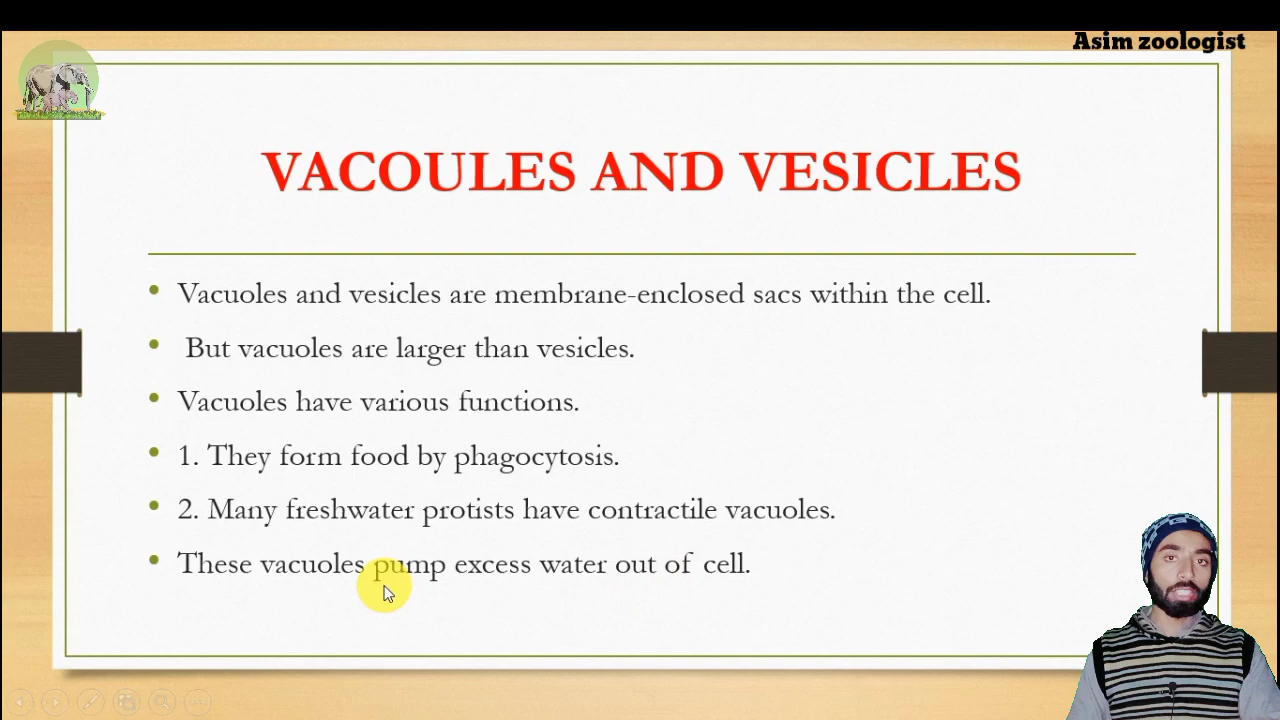 Asim zoologist
VACOULES AND VESICLES
• Vacuoles and vesicles are membrane-enclosed sacs within the cell.
• But vacuoles are larger than vesicles.
• Vacuoles have various functions.
• 1. They form food by phagocytosis.
• 2. Many freshwater protists have contractile vacuoles.
• These vacuoles pump excess water out of cell.